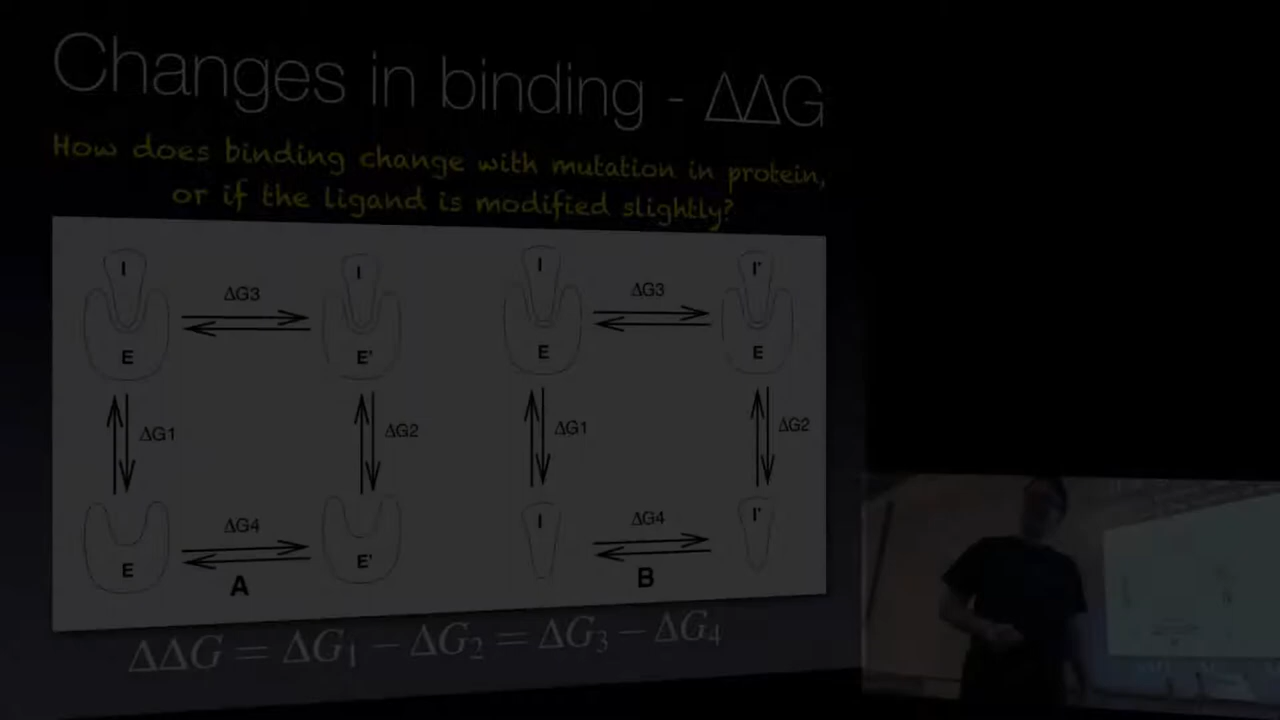 Changes in binding - ΔΔG
How does binding change with mutation in protein,
or if the ligand is modified slightly?
I
ΔG3
I
I
ΔG3
I'
E
E'
E
E
ΔG1
ΔG2
ΔG1
ΔG2
E
ΔG4
E'
I
ΔG4
I'
A
B
ΔΔG = ΔG₁ − ΔG₂ = ΔG₃ − ΔG₄